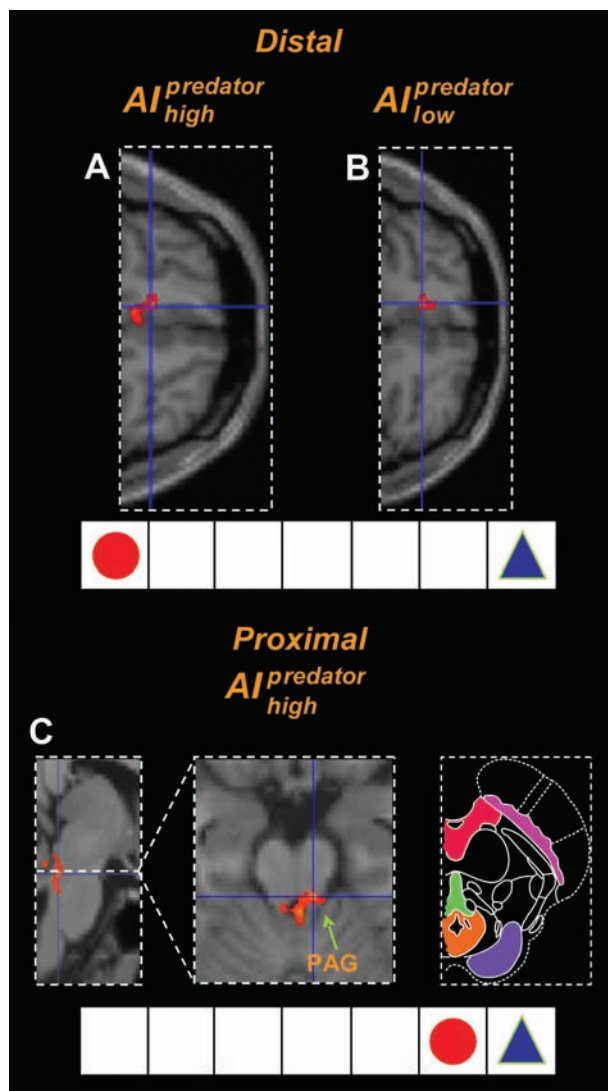 Distal
AI predator high
AI predator low
A
B
Proximal
AI predator high
C
PAG